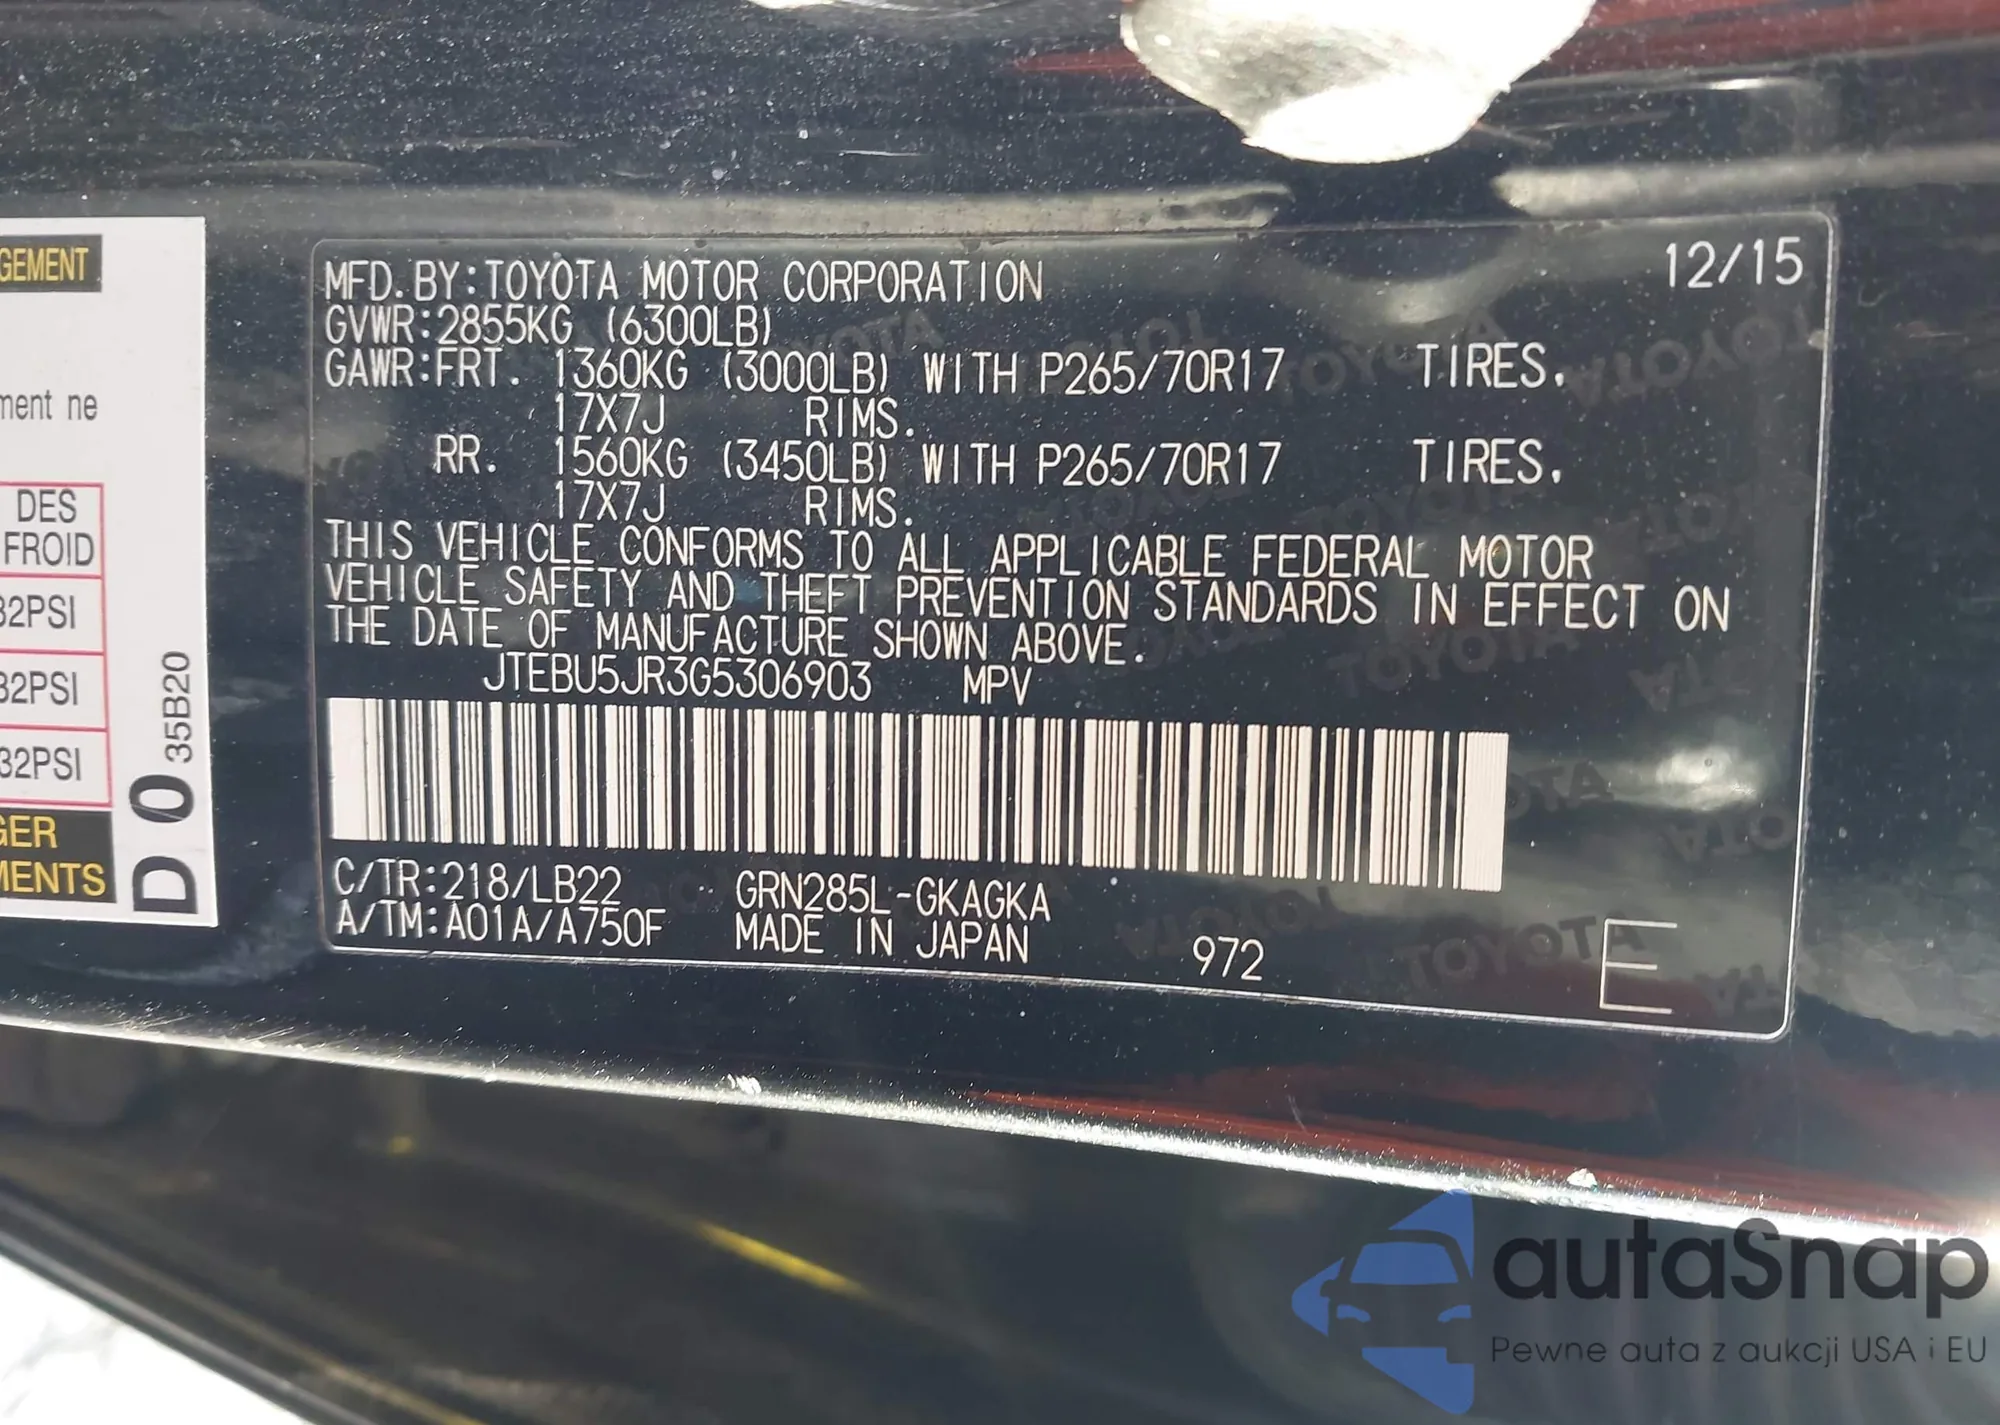 GEMENT
ment ne
DES
FROID
32PSI
32PSI
32PSI
GER
MENTS
D 0 35B20
12/15
MFD. BY: TOYOTA MOTOR CORPORATION
GVWR: 2855KG (6300LB)
GAWR: FRT. 1360KG (3000LB) WITH P265/70R17 TIRES.
17X7J RIMS.
RR. 1560KG (3450LB) WITH P265/70R17 TIRES.
17X7J RIMS.
THIS VEHICLE CONFORMS TO ALL APPLICABLE FEDERAL MOTOR
VEHICLE SAFETY AND THEFT PREVENTION STANDARDS IN EFFECT ON
THE DATE OF MANUFACTURE SHOWN ABOVE.
JTEBU5JR3G5306903 MPV
C/TR: 218/LB22 GRN285L-GKAGKA
A/TM: A01A/A750F MADE IN JAPAN 972 E
autaSnap
Pewne auta z aukcji USA i EU